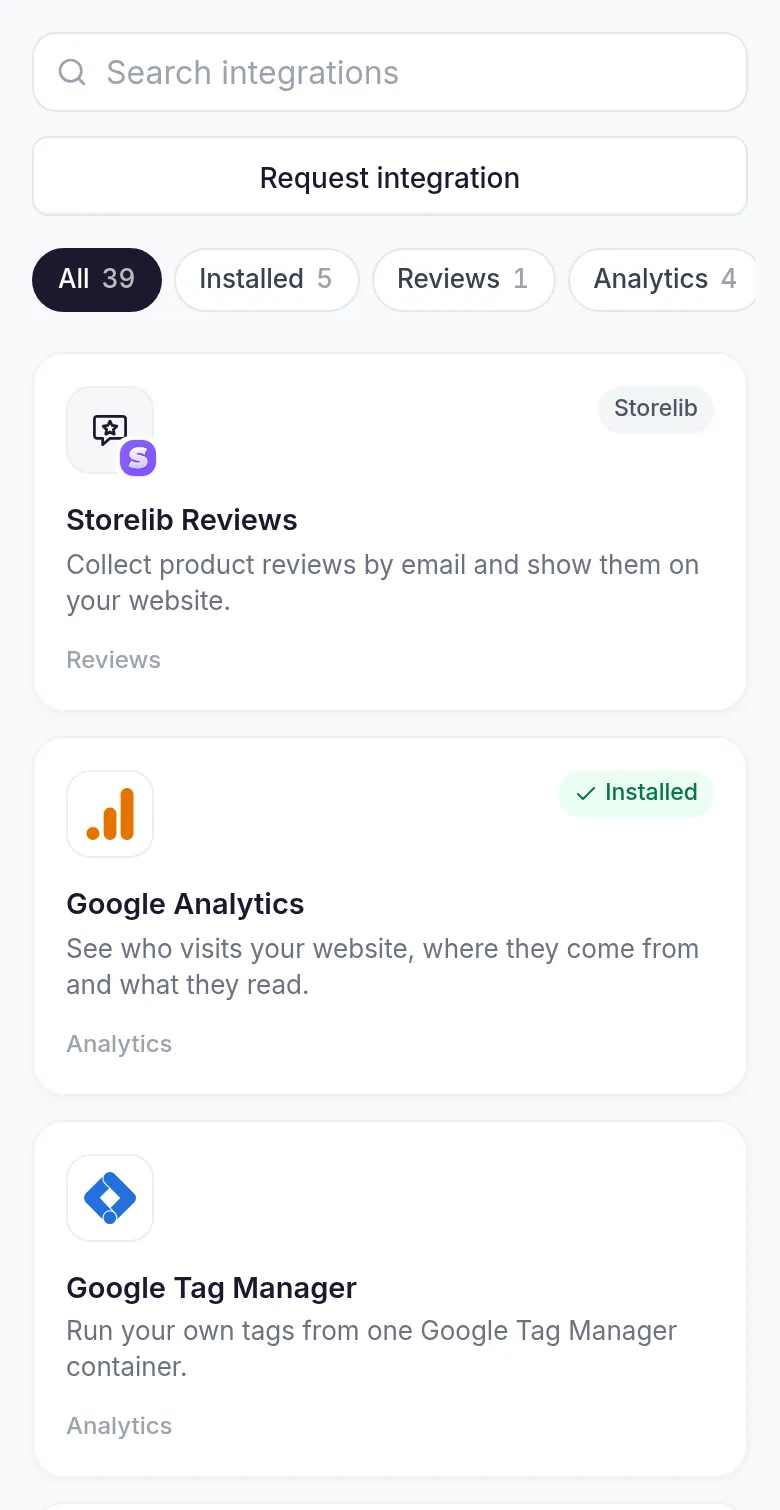 Search integrations
Request integration
All 39 Installed 5 Reviews 1 Analytics 4
Storelib
S
Storelib Reviews
Collect product reviews by email and show them on
your website.
Reviews
Installed
Google Analytics
See who visits your website, where they come from
and what they read.
Analytics
Google Tag Manager
Run your own tags from one Google Tag Manager
container.
Analytics